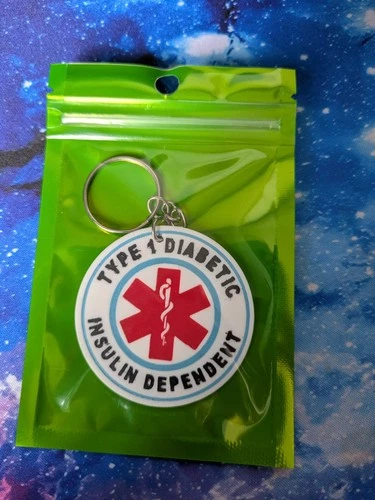 TYPE 1 DIABETIC
INSULIN DEPENDENT